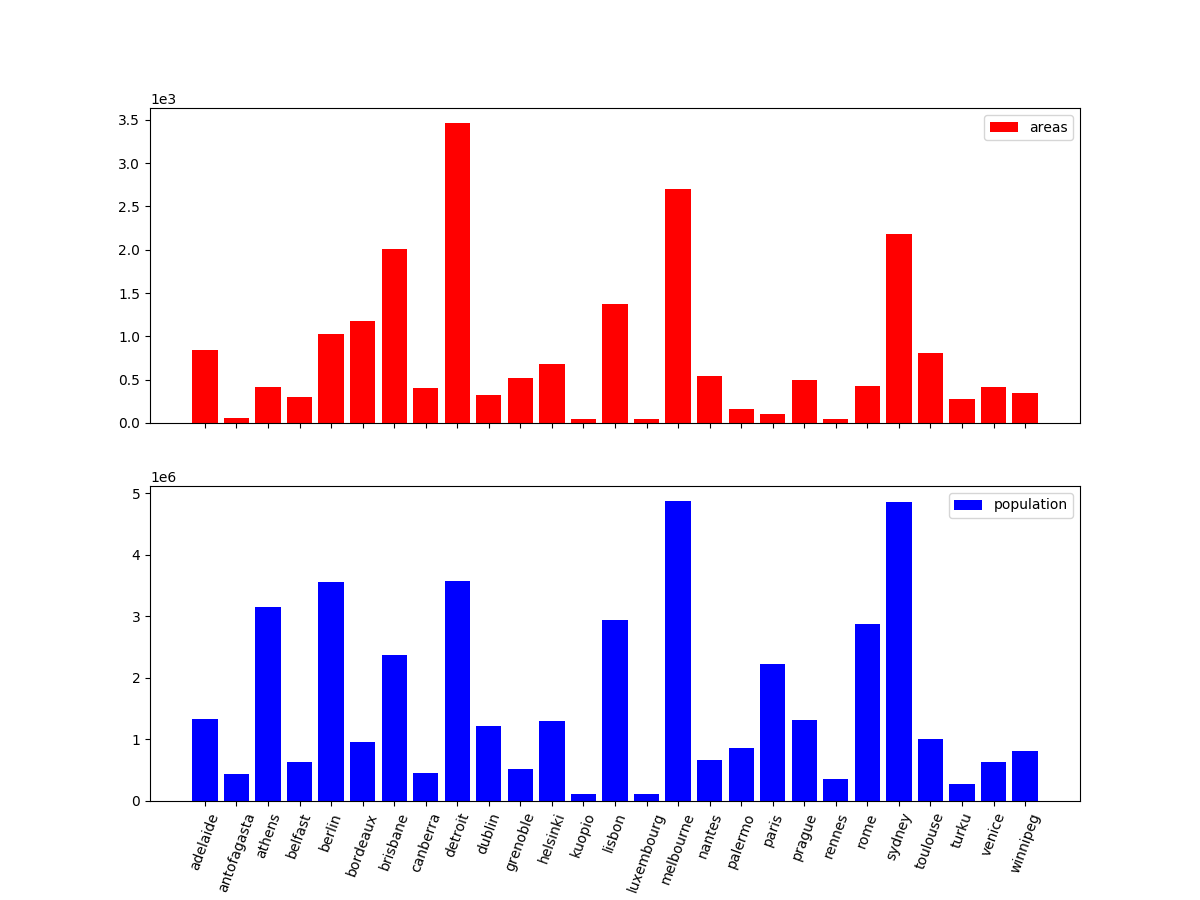 1e3
areas
3.5
3.0
2.5
2.0
1.5
1.0
0.5
0.0
1e6
population
5
4
3
2
1
0
adelaide
antofagasta
athens
belfast
berlin
bordeaux
brisbane
canberra
detroit
dublin
grenoble
helsinki
kuopio
lisbon
luxembourg
melbourne
nantes
palermo
paris
prague
rennes
rome
sydney
toulouse
turku
venice
winnipeg